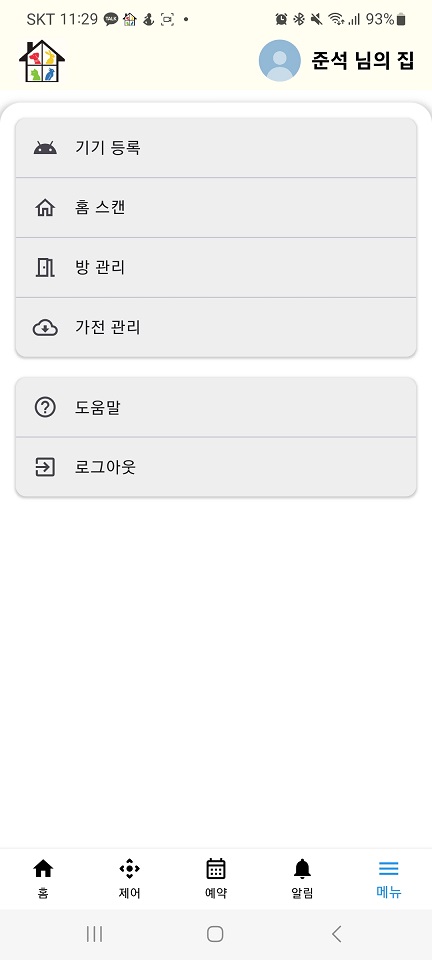 SKT 11:29 TALK 93%
준석 님의 집
기기 등록
홈 스캔
방 관리
가전 관리
도움말
로그아웃
홈 제어 예약 알림 메뉴